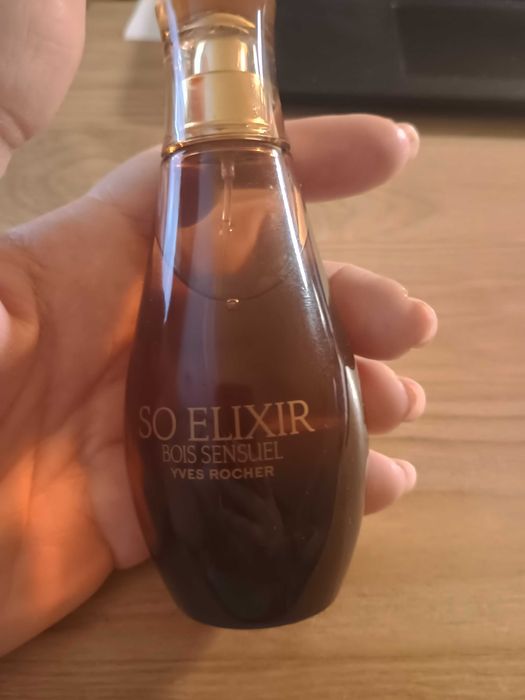 SO ELIXIR
BOIS SENSUEL
YVES ROCHER